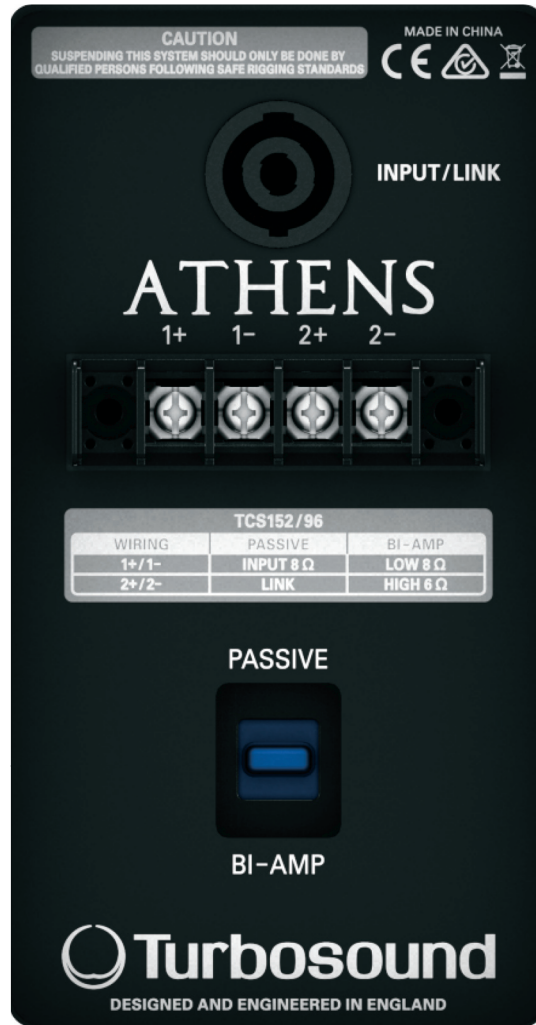 CAUTION
SUSPENDING THIS SYSTEM SHOULD ONLY BE DONE BY
QUALIFIED PERSONS FOLLOWING SAFE RIGGING STANDARDS
MADE IN CHINA
CE
INPUT/LINK
ATHENS
1+ 1- 2+ 2-
TCS152/96
WIRING PASSIVE BI-AMP
1+/1- INPUT 8 Ω LOW 8 Ω
2+/2- LINK HIGH 6 Ω
PASSIVE
BI-AMP
Turbosound
DESIGNED AND ENGINEERED IN ENGLAND